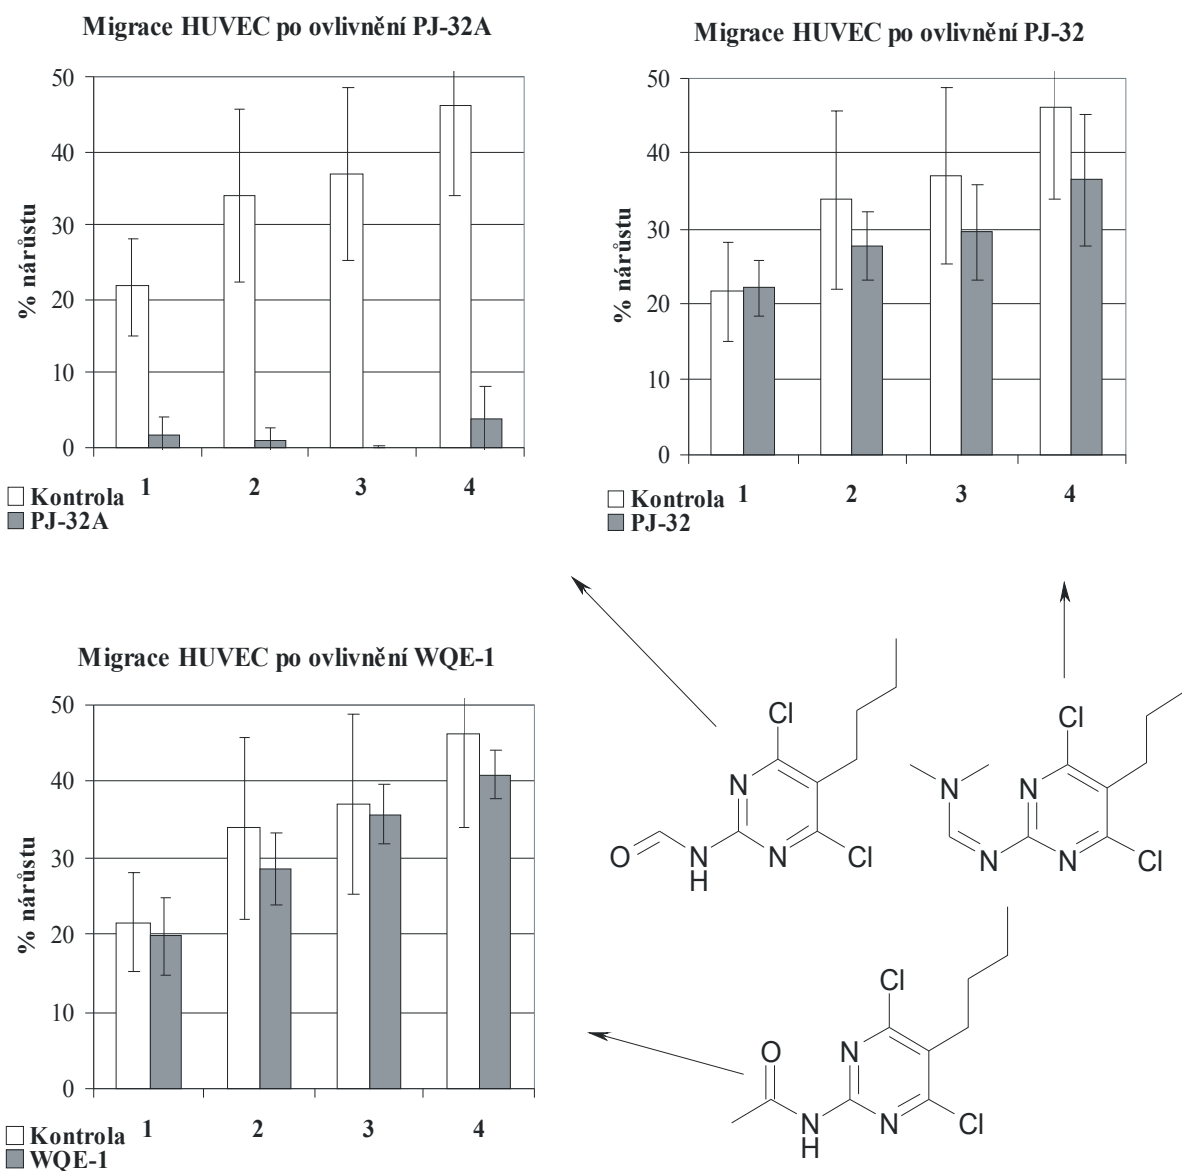 Migrace HUVEC po ovlivnění PJ-32A
50
40
30
20
10
0
% nárůstu
1 2 3 4
Kontrola
PJ-32A
Migrace HUVEC po ovlivnění PJ-32
50
40
30
20
10
0
% nárůstu
1 2 3 4
Kontrola
PJ-32
Migrace HUVEC po ovlivnění WQE-1
50
40
30
20
10
0
% nárůstu
1 2 3 4
Kontrola
WQE-1
Cl
N
O
N
H
N
Cl
Cl
N
N
N
N
Cl
Cl
O
N
N
H
N
Cl